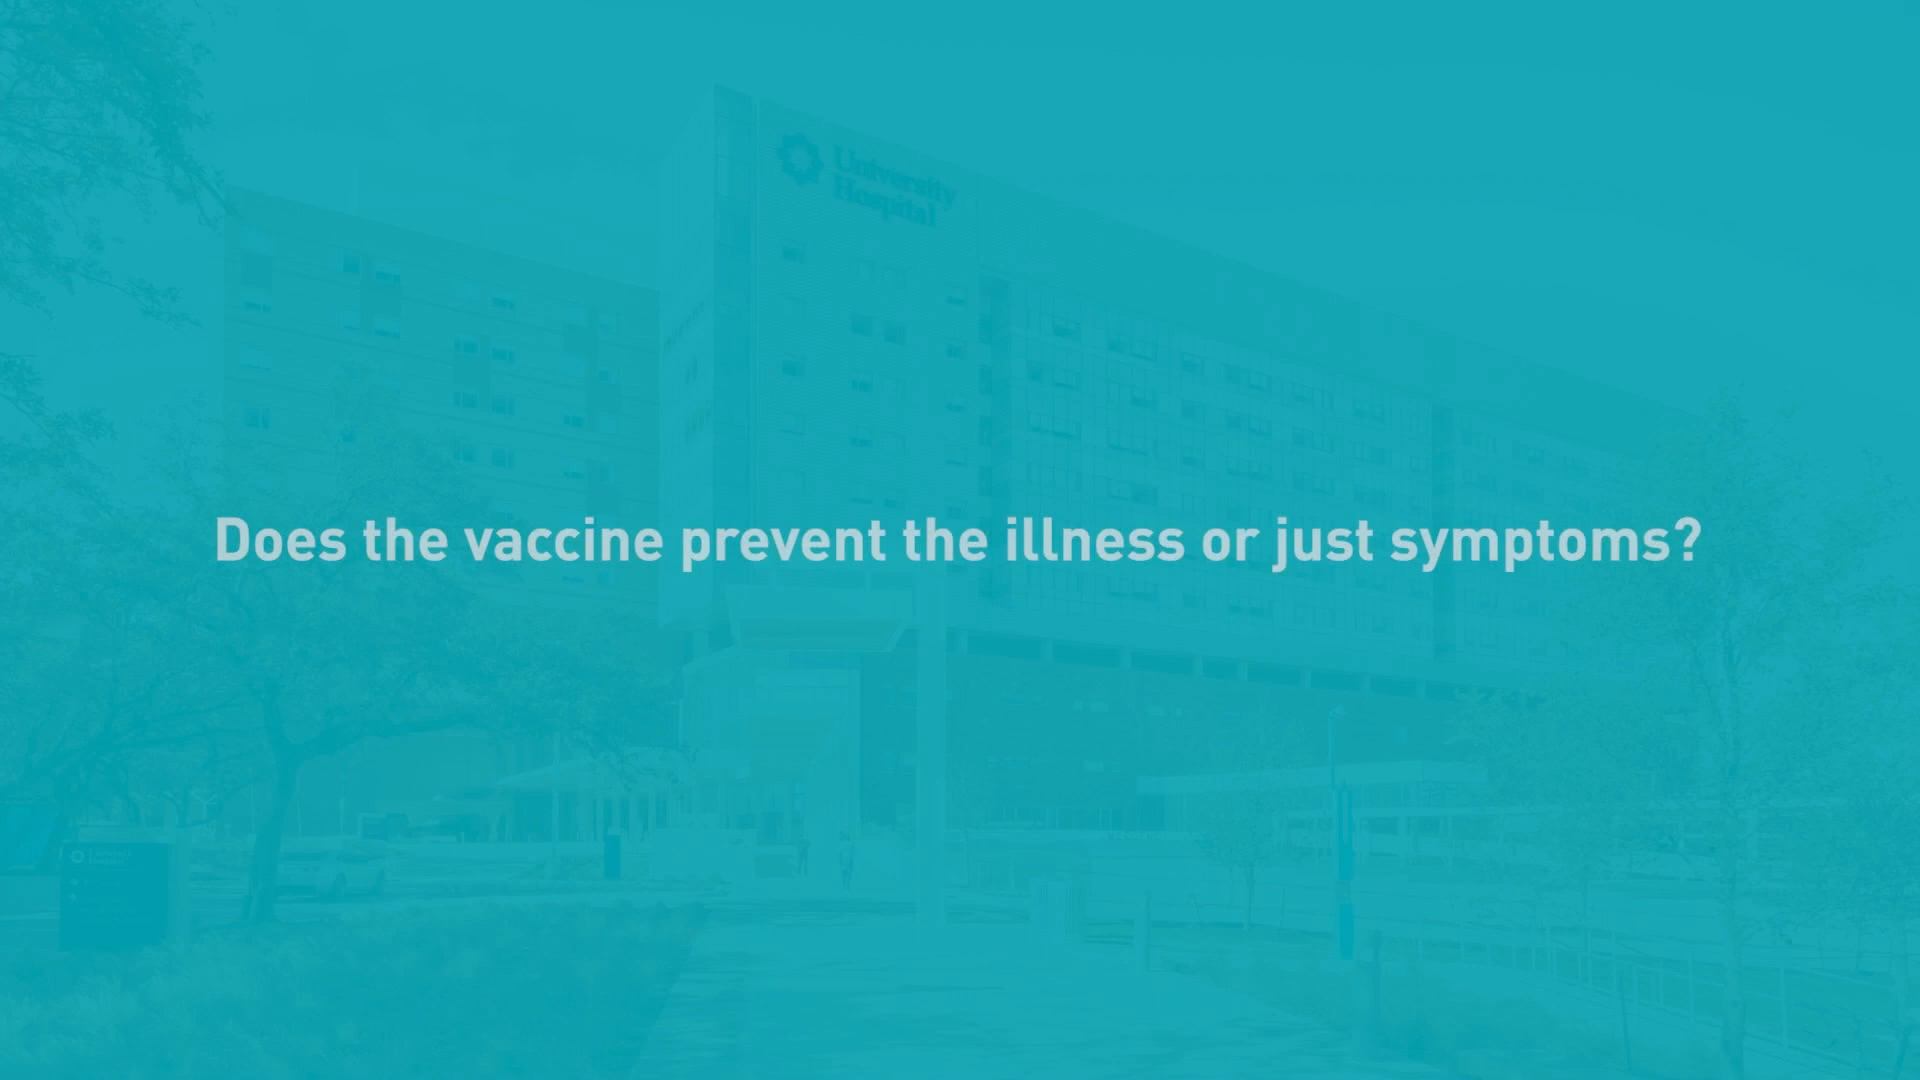 University
Hospital
Does the vaccine prevent the illness or just symptoms?